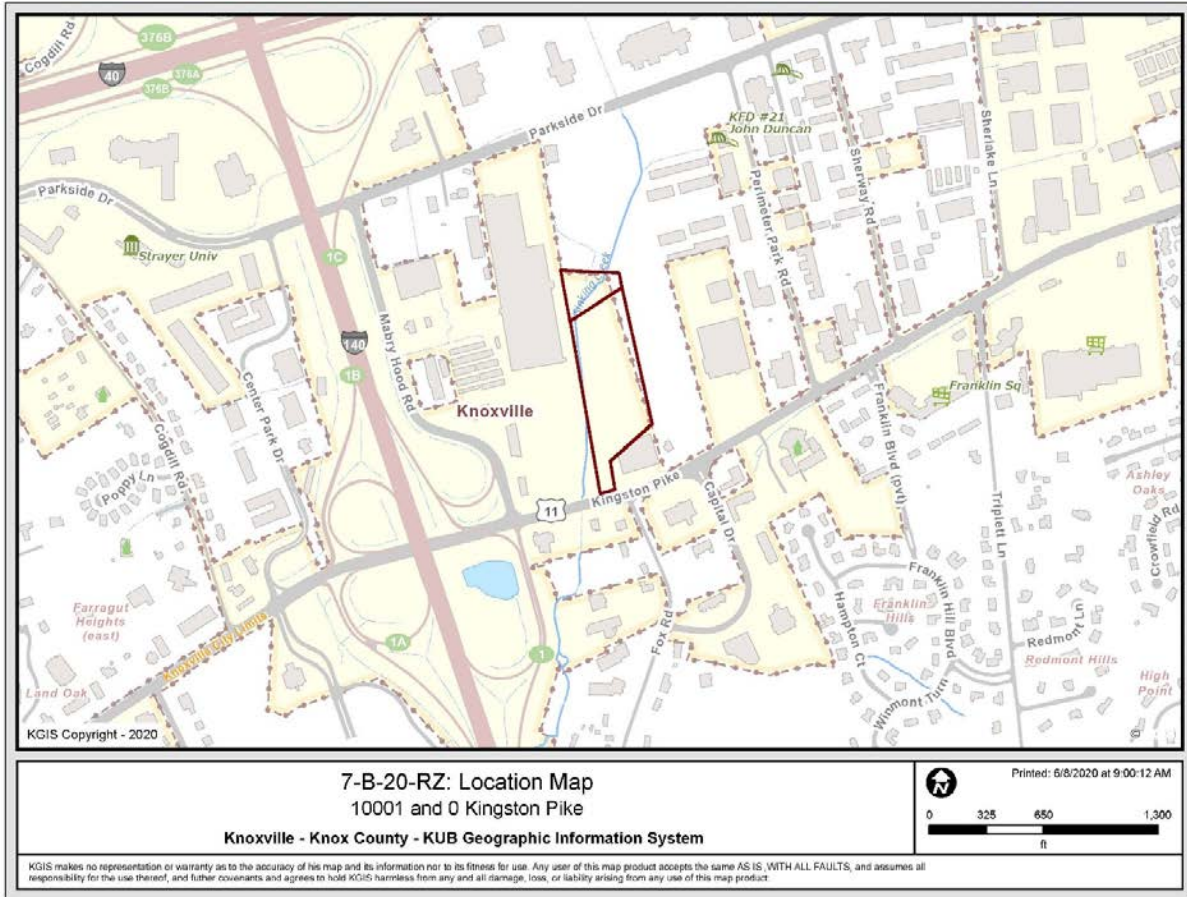 376B
Cogdill Rd
40
376A
376B
Parkside Dr
KFD #21
John Duncan
Sherlake Ln
Sherway Rd
Perimeter Park Rd
Parkside Dr
Strayer Univ
1C
Mabry Hood Rd
140
1B
Center Park Dr
Knoxville
Franklin Sq
Cogdill Rd
Poppy Ln
Kingston Pike
11
Capital Dr
Franklin Blvd (pvt)
Triplett Ln
Ashley
Oaks
Crowfield Rd
Farragut
Heights
(east)
Knoxville City Limits
1A
1
Fox Rd
Hampton Ct
Franklin
Hills
Franklin Hill Blvd
Redmont Ln
Redmont Hills
Winmont Turn
High
Point
Land Oak
KGIS Copyright - 2020
©
7-B-20-RZ: Location Map
10001 and 0 Kingston Pike
Knoxville - Knox County - KUB Geographic Information System
N
Printed: 6/8/2020 at 9:00:12 AM
0 325 650 1,300
ft
KGIS makes no representation or warranty as to the accuracy of his map and its information nor to its fitness for use. Any user of this map product accepts the same AS IS ,WITH ALL FAULTS, and assumes all
responsibility for the use thereof, and futher covenants and agrees to hold KGIS harmless from any and all damage, loss, or liability arising from any use of this map product.